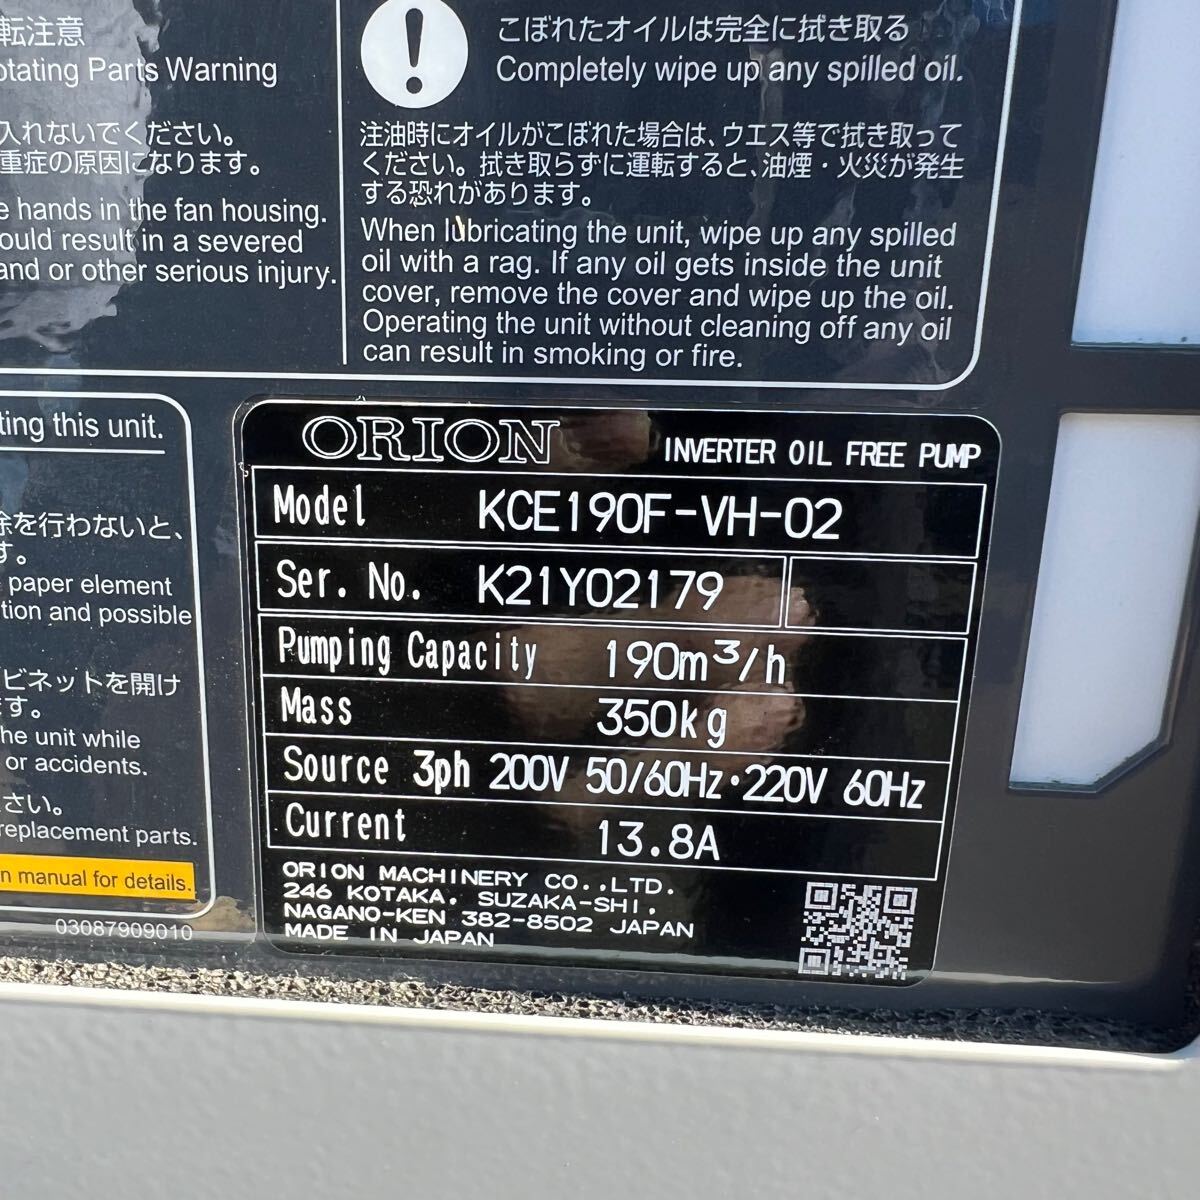 転注意
otating Parts Warning
入れないでください。
重症の原因になります。
e hands in the fan housing.
ould result in a severed
and or other serious injury.
こぼれたオイルは完全に拭き取る
Completely wipe up any spilled oil.
注油時にオイルがこぼれた場合は、ウエス等で拭き取って
ください。拭き取らずに運転すると、油煙・火災が発生
する恐れがあります。
When lubricating the unit, wipe up any spilled
oil with a rag. If any oil gets inside the unit
cover, remove the cover and wipe up the oil.
Operating the unit without cleaning off any oil
can result in smoking or fire.
ting this unit.
除を行わないと、
す。
paper element
tion and possible
ビネットを開け
ます。
he unit while
or accidents.
ださい。
replacement parts.
n manual for details.
03087909010
ORION
INVERTER OIL FREE PUMP
Model KCE190F-VH-02
Ser. No. K21Y02179
Pumping Capacity 190m³/h
Mass 350kg
Source 3ph 200V 50/60Hz・220V 60Hz
Current 13.8A
ORION MACHINERY CO.,LTD.
246 KOTAKA, SUZAKA-SHI,
NAGANO-KEN 382-8502 JAPAN
MADE IN JAPAN